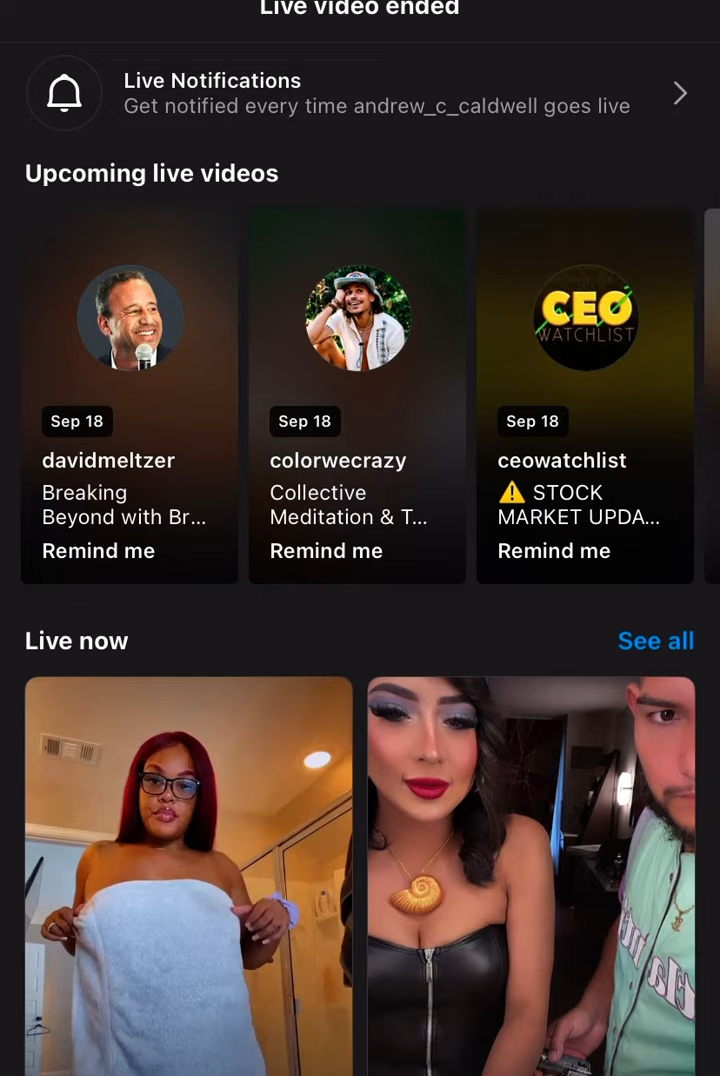 Live video ended
Live Notifications
Get notified every time andrew_c_caldwell goes live
Upcoming live videos
CEO
WATCHLIST
Sep 18
davidmeltzer
Breaking
Beyond with Br...
Remind me
Sep 18
colorwecrazy
Collective
Meditation & T...
Remind me
Sep 18
ceowatchlist
⚠️ STOCK
MARKET UPDA...
Remind me
Live now
See all